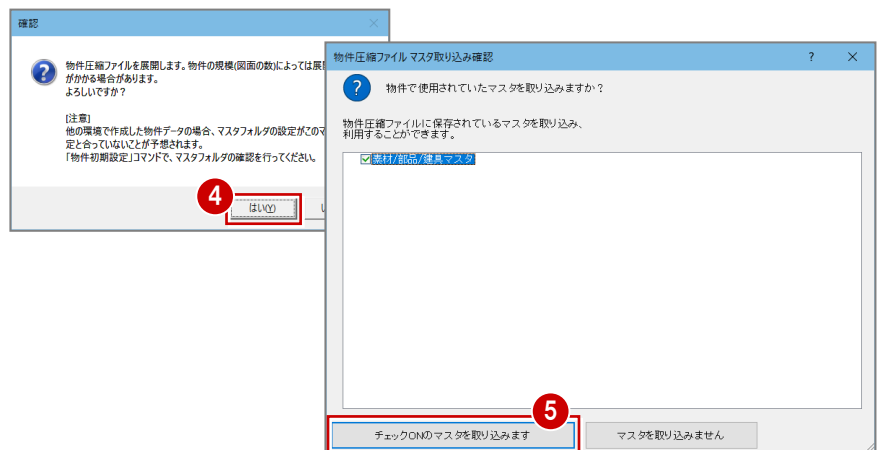 確認
物件圧縮ファイルを展開します。物件の規模(図面の数)によっては展
がかかる場合があります。
よろしいですか?
[注意]
他の環境で作成した物件データの場合、マスタフォルダの設定がこのマ
定と合っていないことが予想されます。
「物件初期設定」コマンドで、マスタフォルダの確認を行ってください。
4
はい(Y)
物件圧縮ファイル マスタ取り込み確認
?
物件で使用されていたマスタを取り込みますか?
物件圧縮ファイルに保存されているマスタを取り込み、
利用することができます。
素材/部品/建具マスタ
5
チェックONのマスタを取り込みます
マスタを取り込みません